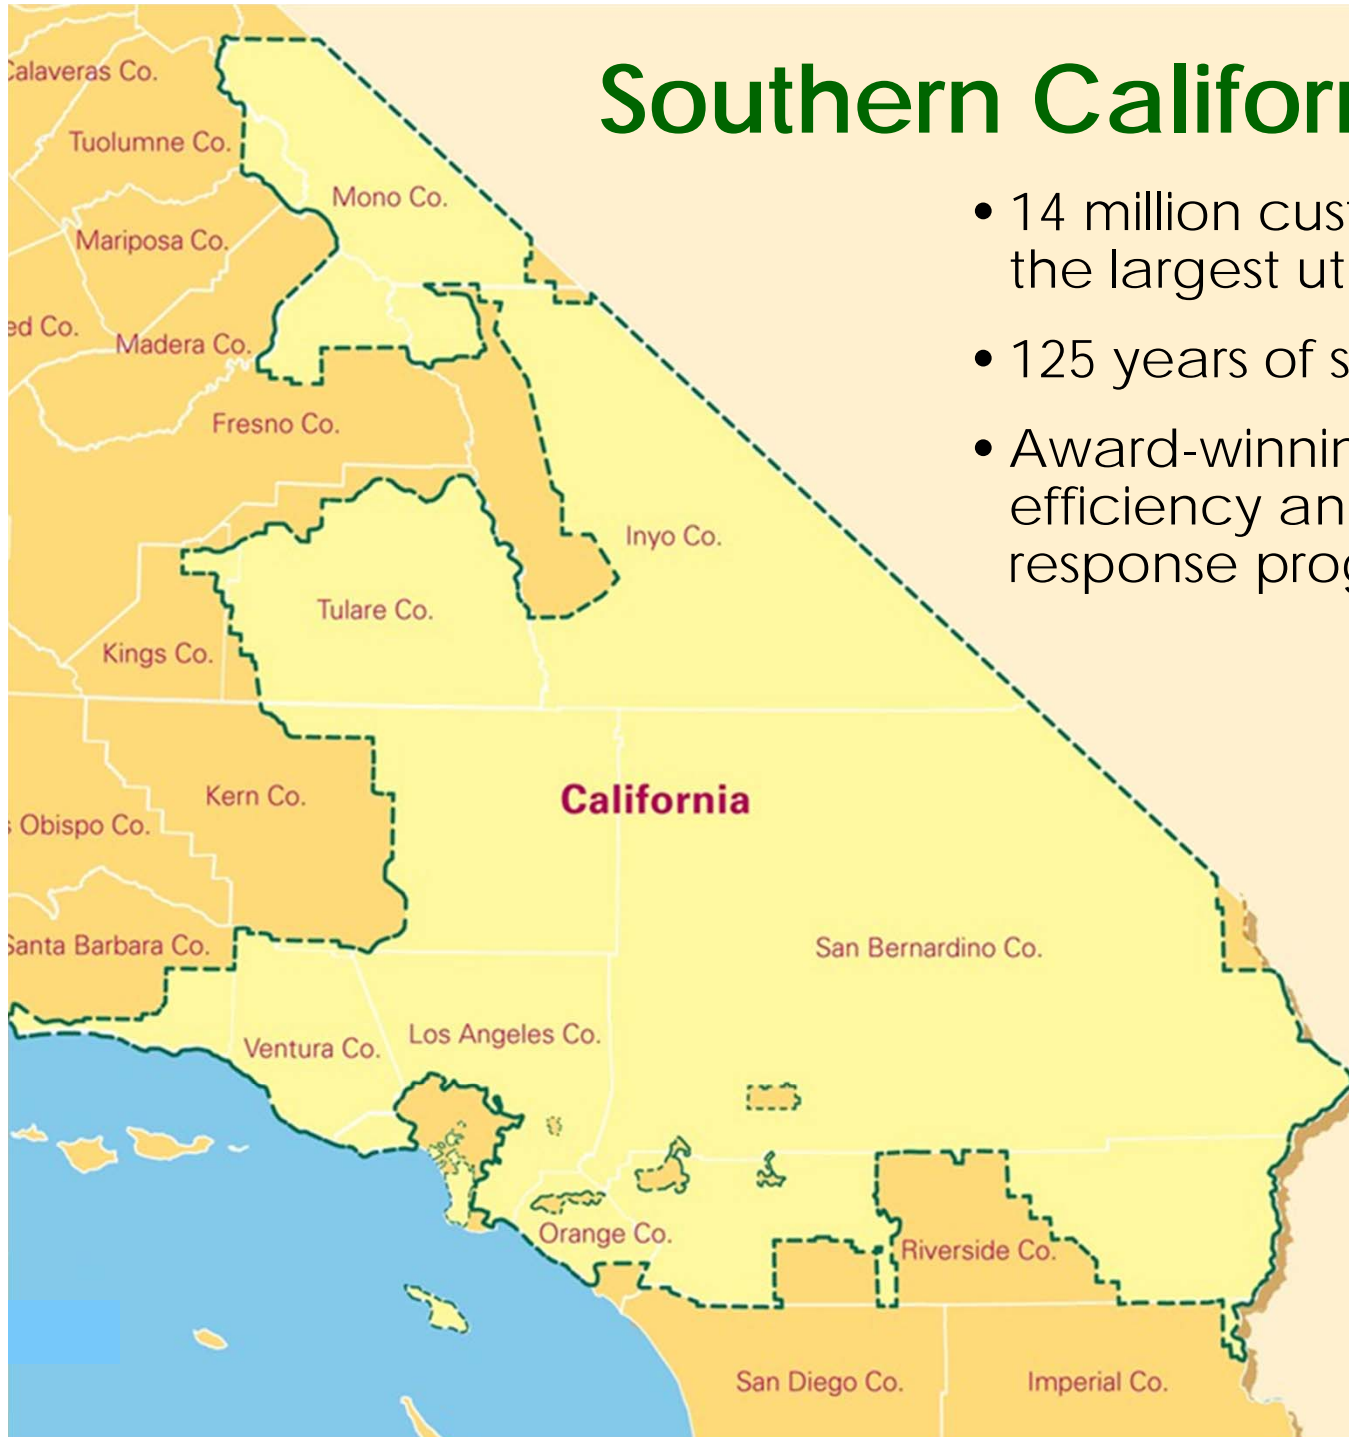 Southern Califor
• 14 million cus
the largest ut
• 125 years of s
• Award-winnin
efficiency an
response prog
Calaveras Co.
Tuolumne Co.
Mono Co.
Mariposa Co.
ed Co.
Madera Co.
Fresno Co.
Inyo Co.
Tulare Co.
Kings Co.
Kern Co.
California
s Obispo Co.
Santa Barbara Co.
San Bernardino Co.
Los Angeles Co.
Ventura Co.
Orange Co.
Riverside Co.
San Diego Co.
Imperial Co.